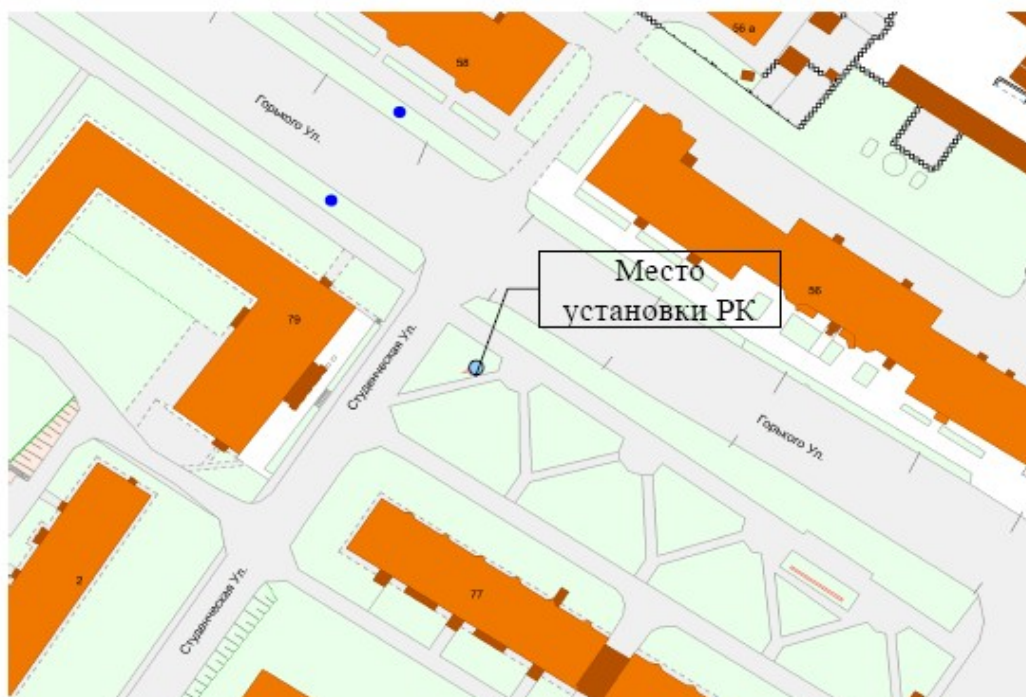 56 а
58
Горького Ул.
Место
установки РК
56
79
Студенческая Ул.
Горького Ул.
2
77
Студенческая Ул.